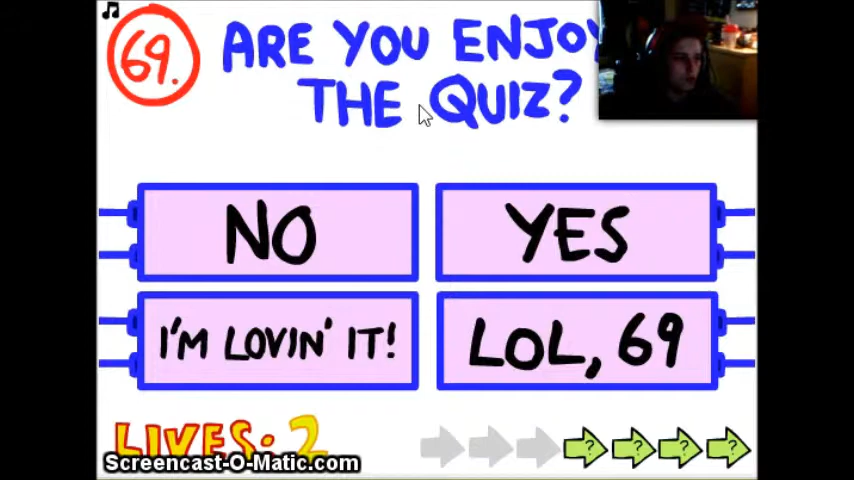 69.
ARE YOU ENJOY
THE QUIZ?
NO
YES
I'M LOVIN' IT!
LOL, 69
LIVES: 2
? ? ? ?
Screencast-O-Matic.com